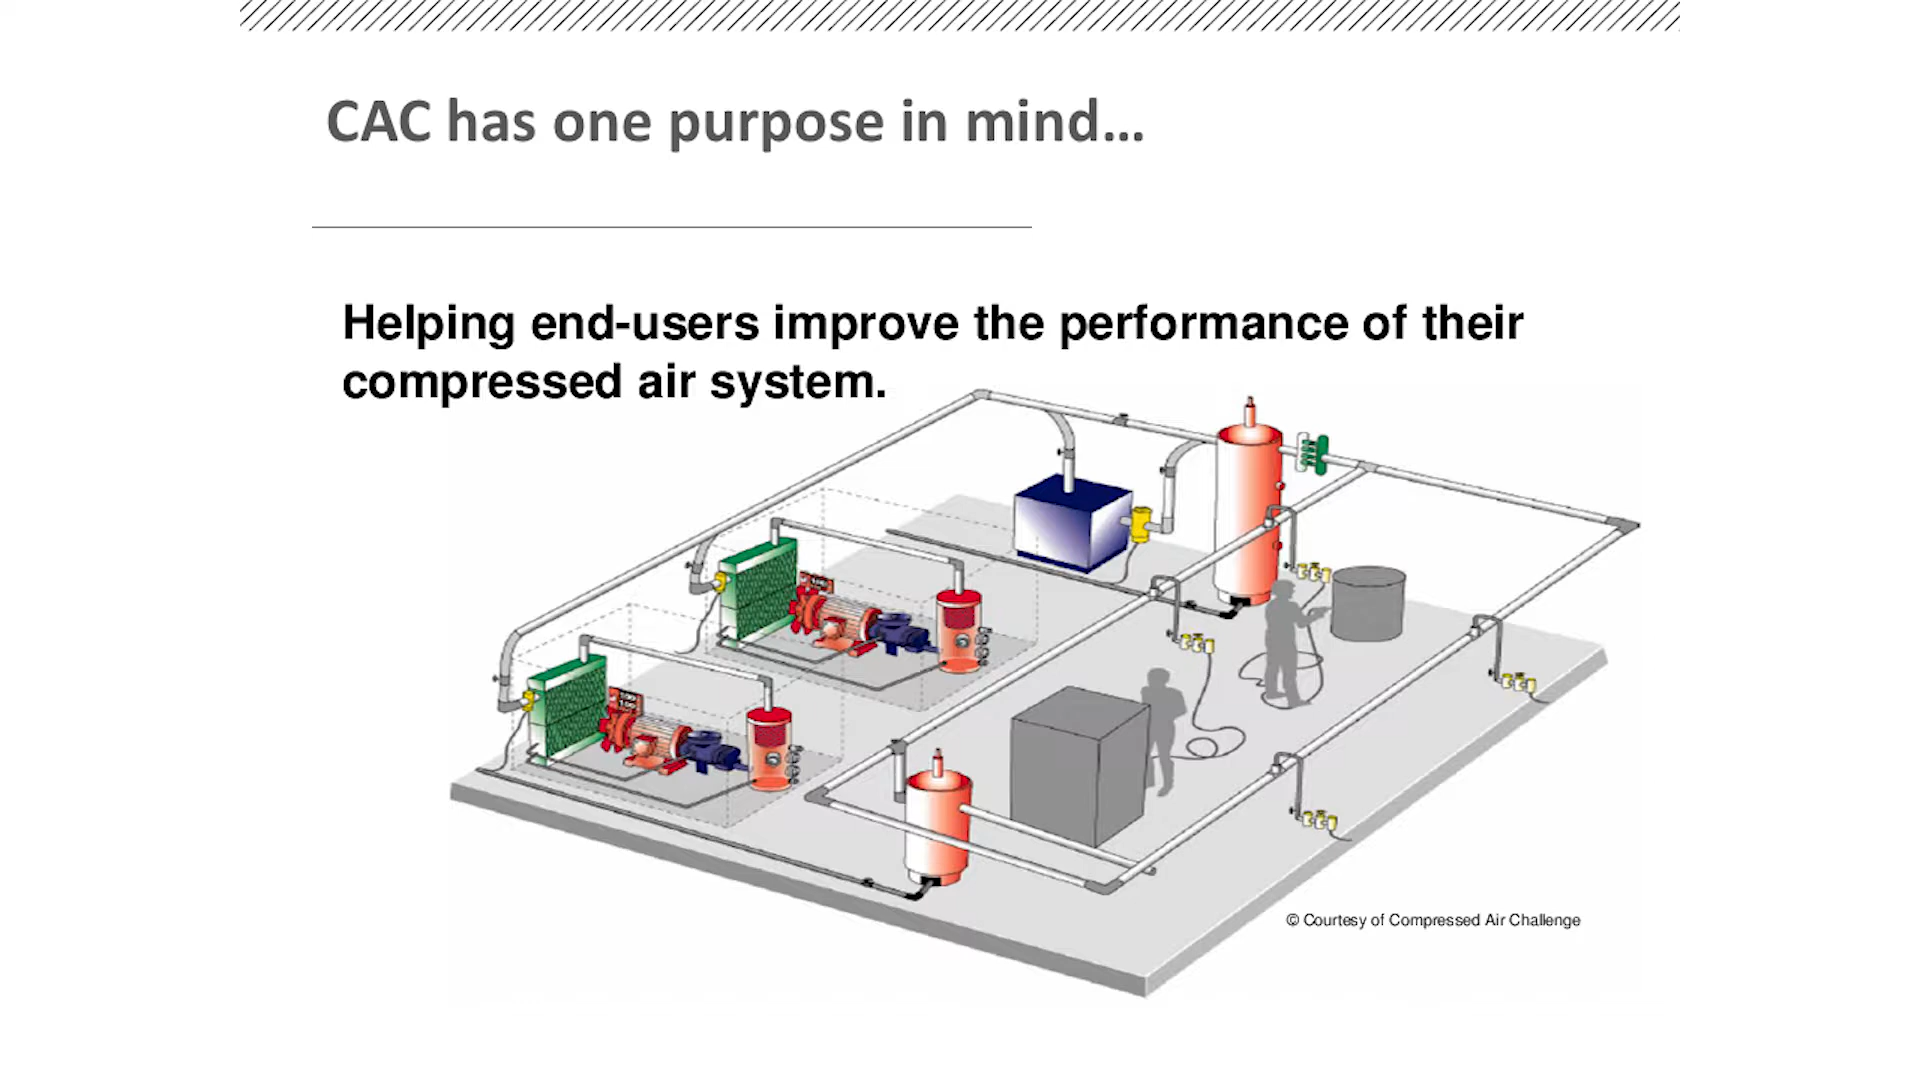 CAC has one purpose in mind…
Helping end-users improve the performance of their
compressed air system.
© Courtesy of Compressed Air Challenge